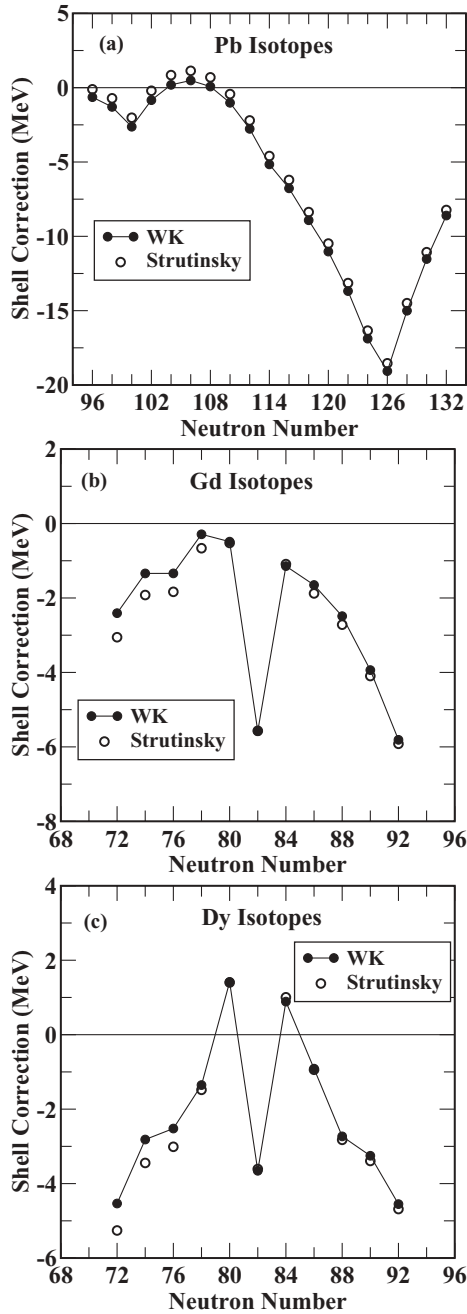 (a) Pb Isotopes
5
0
-5
-10
-15
-20
Shell Correction (MeV)
WK
Strutinsky
96 102 108 114 120 126 132
Neutron Number
(b) Gd Isotopes
0
-2
-4
-6
-8
Shell Correction (MeV)
WK
Strutinsky
68 72 76 80 84 88 92 96
Neutron Number
(c) Dy Isotopes
4
2
0
-2
-4
-6
Shell Correction (MeV)
WK
Strutinsky
68 72 76 80 84 88 92 96
Neutron Number